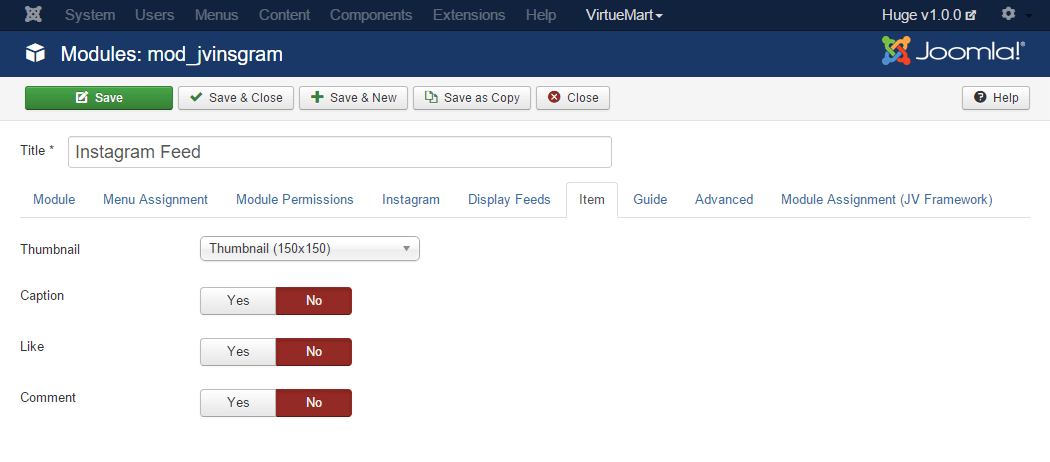 System Users Menus Content Components Extensions Help VirtueMart Huge v1.0.0
Modules: mod_jvinsgram Joomla!®
Save Save & Close Save & New Save as Copy Close Help
Title * Instagram Feed
Module Menu Assignment Module Permissions Instagram Display Feeds Item Guide Advanced Module Assignment (JV Framework)
Thumbnail Thumbnail (150x150)
Caption Yes No
Like Yes No
Comment Yes No